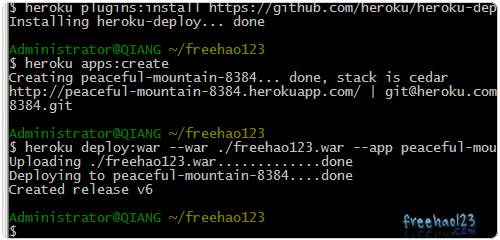 $ heroku plugins:install https://github.com/heroku/heroku-dep
Installing heroku-deploy... done
Administrator@QIANG ~/freehao123
$ heroku apps:create
Creating peaceful-mountain-8384... done, stack is cedar
http://peaceful-mountain-8384.herokuapp.com/ | git@heroku.com
8384.git
Administrator@QIANG ~/freehao123
$ heroku deploy:war --war ./freehao123.war --app peaceful-mou
Uploading ./freehao123.war.............done
Deploying to peaceful-mountain-8384....done
Created release v6
Administrator@QIANG ~/freehao123
$
freehao123
.com